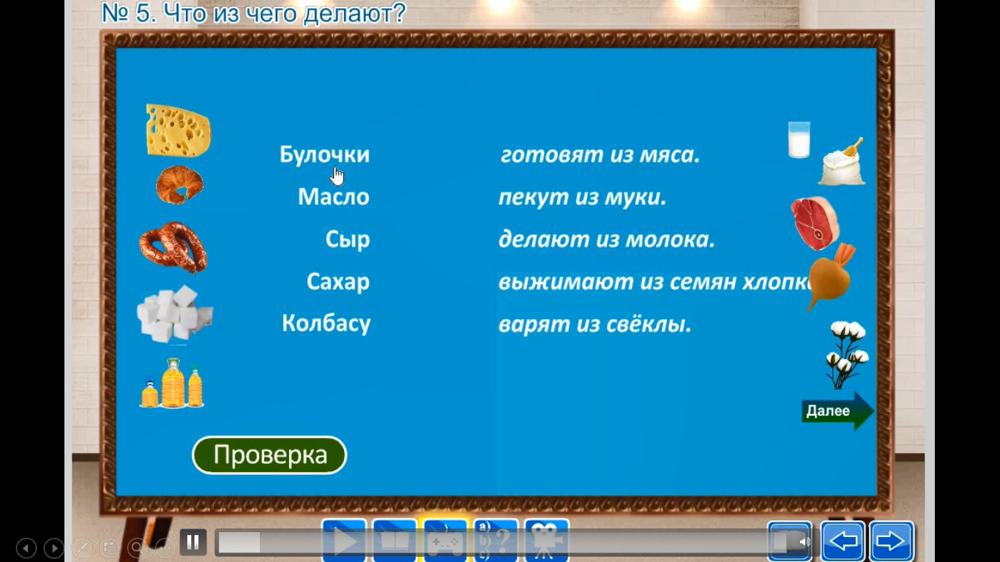 № 5. Что из чего делают?
Булочки готовят из мяса.
Масло пекут из муки.
Сыр делают из молока.
Сахар выжимают из семян хлопка
Колбасу варят из свёклы.
Далее
Проверка
a)
b) ?
c)